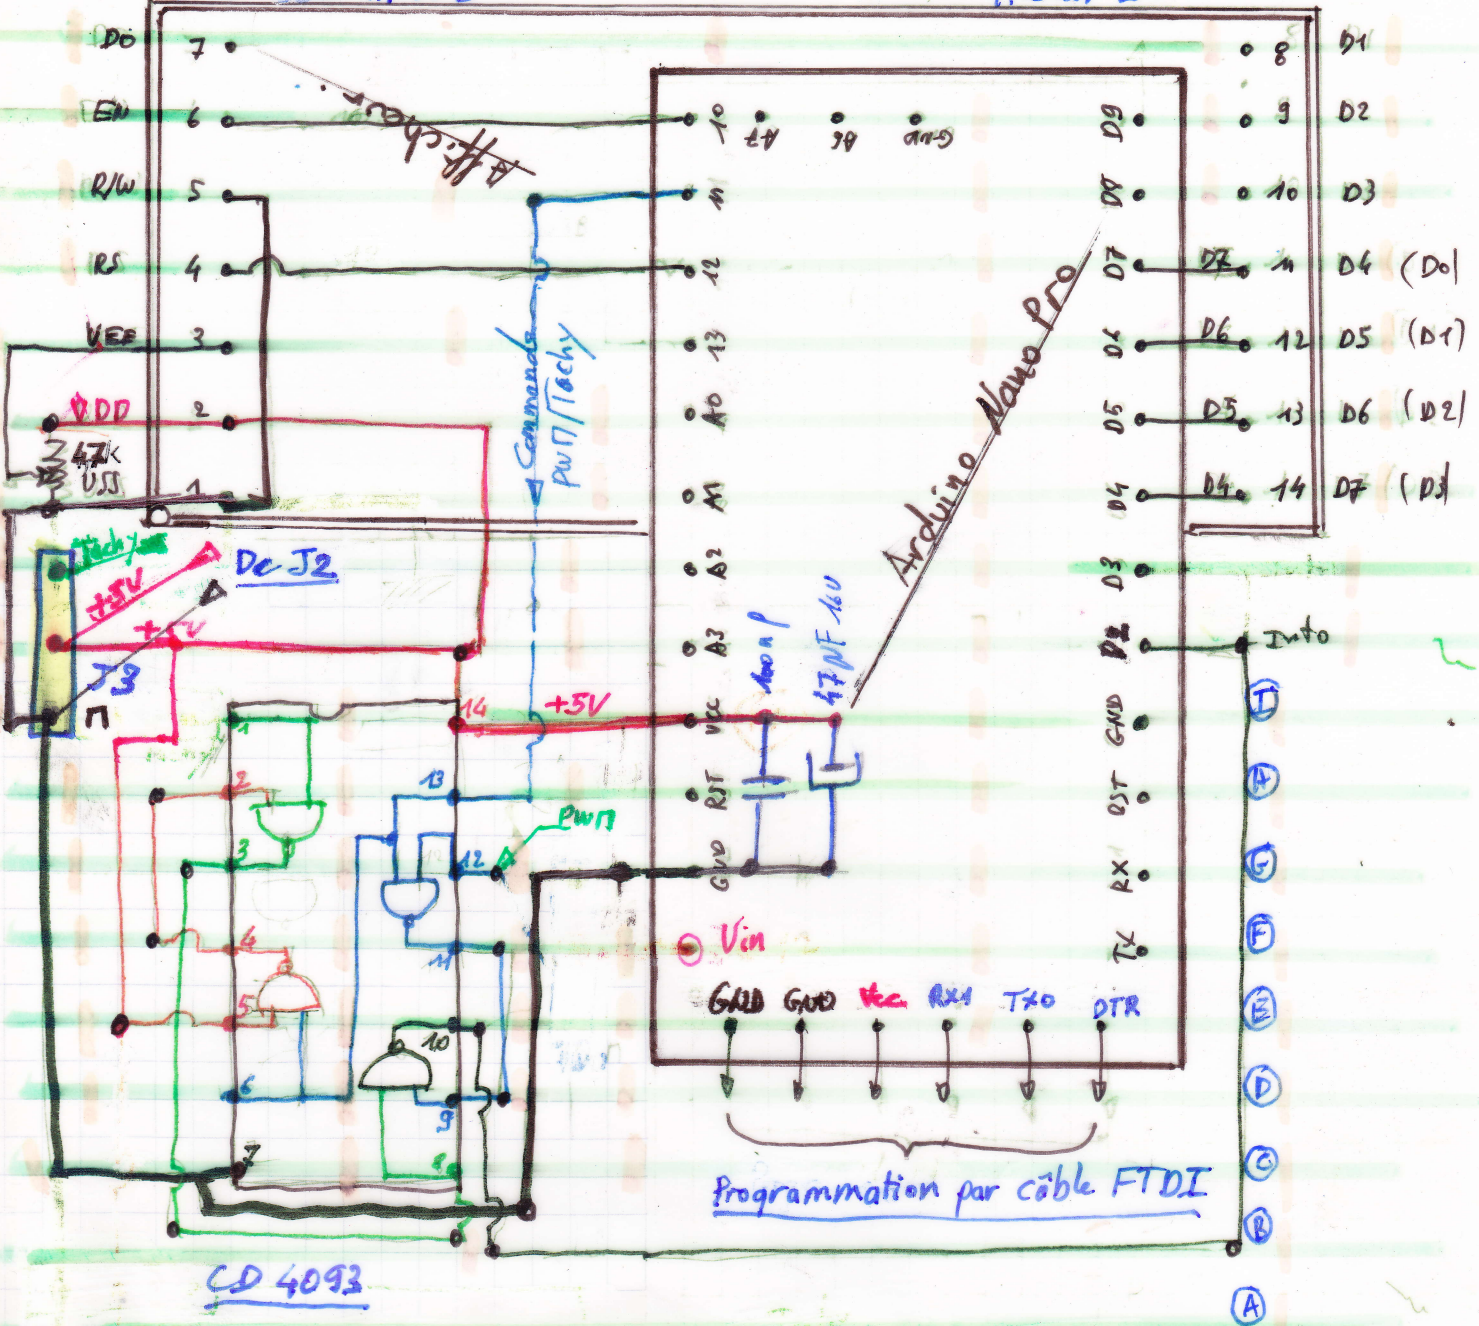 D0 7 8 D1
EN 6 10 A7 A6 GND D9 9 D2
Afficheur
R/W 5 11 D8 10 D3
RS 4 12 D7 D7 11 D4 (D0)
VEE 3 13 D6 D6 12 D5 (D1)
Commande
PWM/Tachy
Arduino Nano Pro
VDD 2 A0 D5 D5 13 D6 (D2)
47K
VSS 1 A1 D4 D4 14 D7 (D3)
Tachy
De J2
A2 D3
+5V
+5V A3 D2 Into
J3
100nF
47µF 16V
M
1 14 +5V VCC GND
I
2 13 RST RST
H
PWM
3 12 GND RX
G
4 11 Vin TX
F
5 10 GND GND Vcc RX1 TX0 DTR
E
6 9
D
7 8
C
Programmation par câble FTDI
B
CD 4093
A